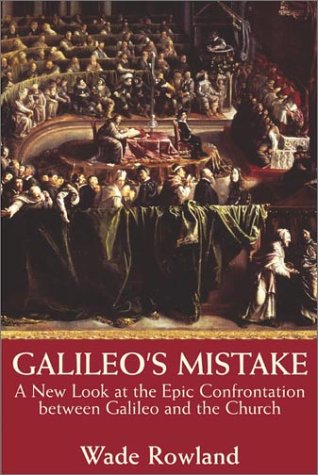 GALILEO'S MISTAKE
A New Look at the Epic Confrontation
between Galileo and the Church
Wade Rowland